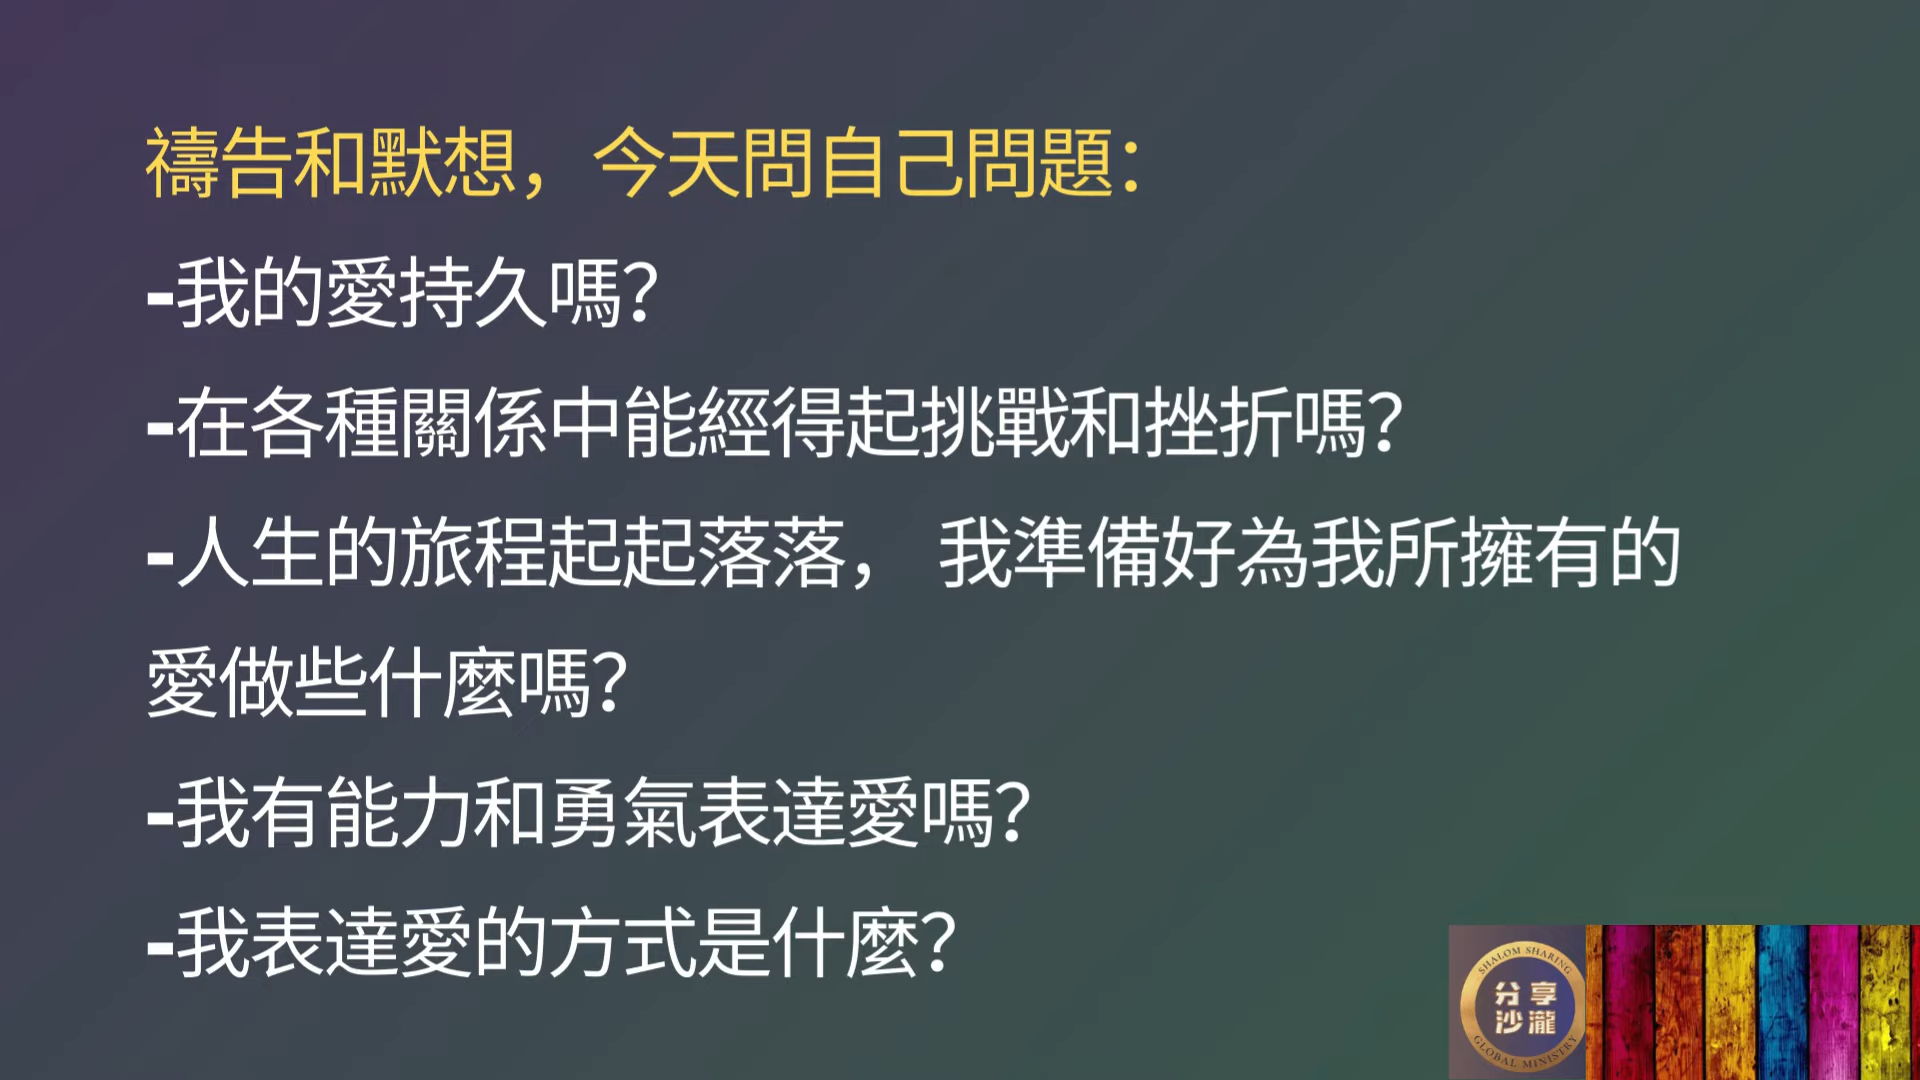 禱告和默想，今天問自己問題：
-我的愛持久嗎？
-在各種關係中能經得起挑戰和挫折嗎？
-人生的旅程起起落落， 我準備好為我所擁有的
愛做些什麼嗎？
-我有能力和勇氣表達愛嗎？
-我表達愛的方式是什麼？
SHALOM SHARING
分享
沙瀧
GLOBAL MINISTRY